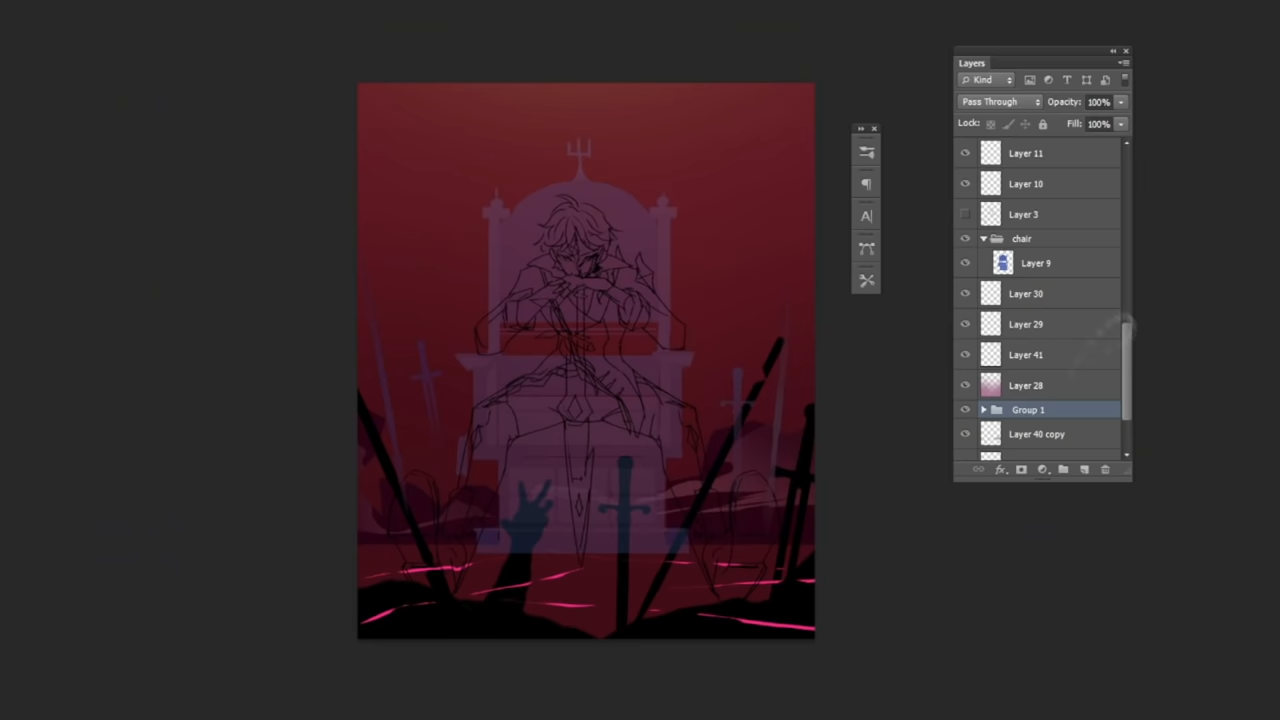 Layers
Kind
Pass Through Opacity: 100%
Lock: Fill: 100%
Layer 11
Layer 10
Layer 3
chair
Layer 9
Layer 30
Layer 29
Layer 41
Layer 28
Group 1
Layer 40 copy